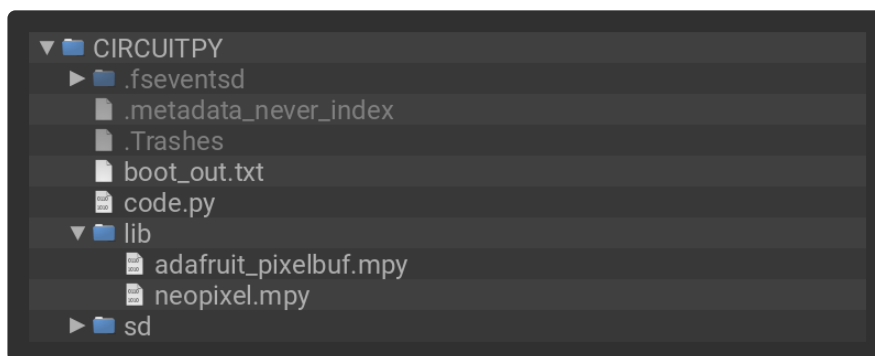 CIRCUITPY
.fseventsd
.metadata_never_index
.Trashes
boot_out.txt
code.py
lib
adafruit_pixelbuf.mpy
neopixel.mpy
sd